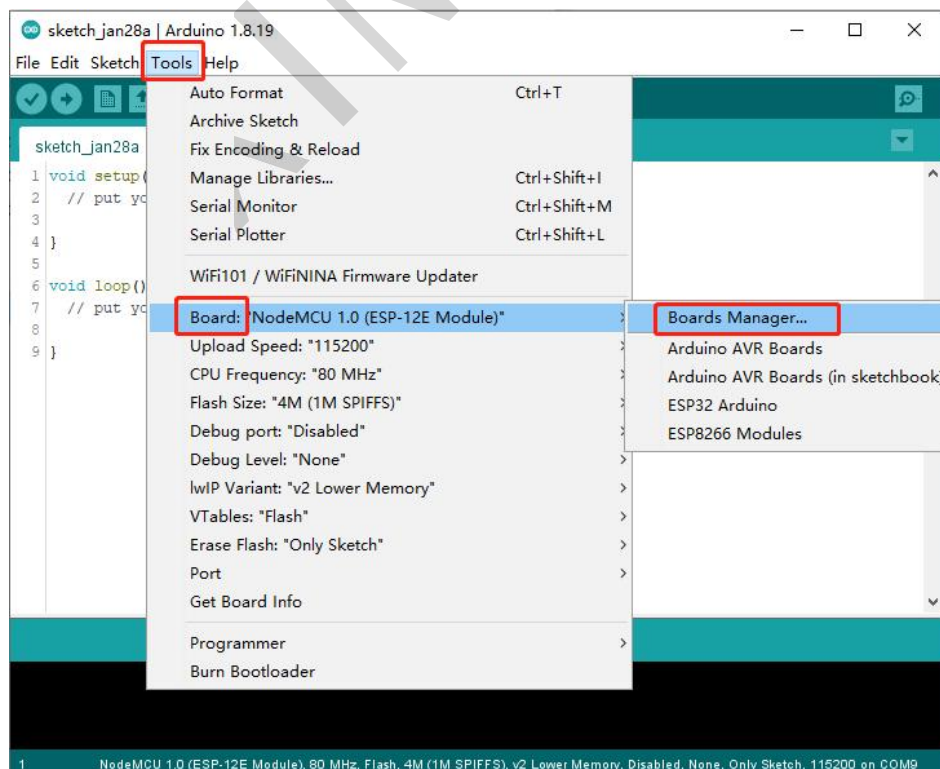 sketch_jan28a | Arduino 1.8.19
File Edit Sketch Tools Help
sketch_jan28a
1 void setup(
2 // put yo
3
4 }
5
6 void loop()
7 // put yo
8
9 }
Auto Format Ctrl+T
Archive Sketch
Fix Encoding & Reload
Manage Libraries... Ctrl+Shift+I
Serial Monitor Ctrl+Shift+M
Serial Plotter Ctrl+Shift+L
WiFi101 / WiFiNINA Firmware Updater
Board: "NodeMCU 1.0 (ESP-12E Module)"
Upload Speed: "115200"
CPU Frequency: "80 MHz"
Flash Size: "4M (1M SPIFFS)"
Debug port: "Disabled"
Debug Level: "None"
lwIP Variant: "v2 Lower Memory"
VTables: "Flash"
Erase Flash: "Only Sketch"
Port
Get Board Info
Programmer
Burn Bootloader
Boards Manager...
Arduino AVR Boards
Arduino AVR Boards (in sketchbook)
ESP32 Arduino
ESP8266 Modules
1 NodeMCU 1.0 (ESP-12E Module), 80 MHz, Flash, 4M (1M SPIFFS), v2 Lower Memory, Disabled, None, Only Sketch, 115200 on COM9